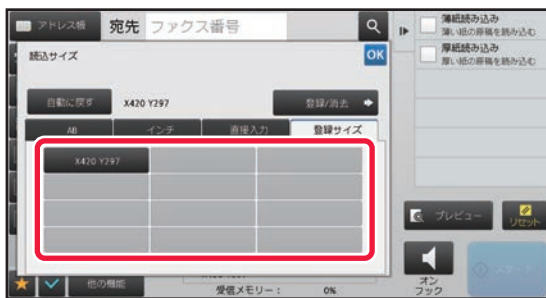 アドレス帳
宛先 ファクス番号
読込サイズ
OK
自動に戻す
X420 Y297
登録/消去
AB
インチ
直接入力
登録サイズ
X420 Y297
他の機能
受信メモリー: 0%
薄紙読み込み
薄い紙の原稿を読み込む
厚紙読み込み
厚い紙の原稿を読み込む
プレビュー
リセット
オン
フック
スタート